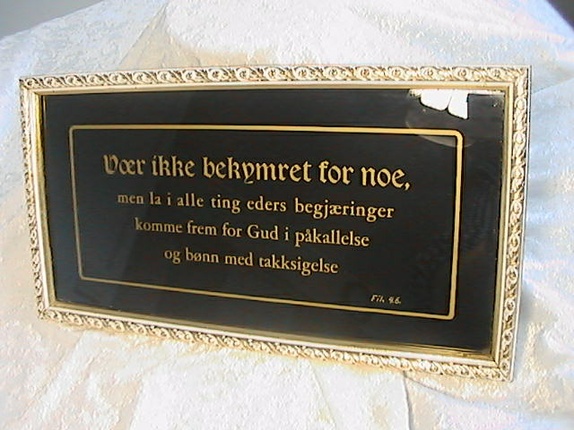 Vær ikke bekymret for noe,
men la i alle ting eders begjæringer
komme frem for Gud i påkallelse
og bønn med takksigelse
Fil. 4.6.